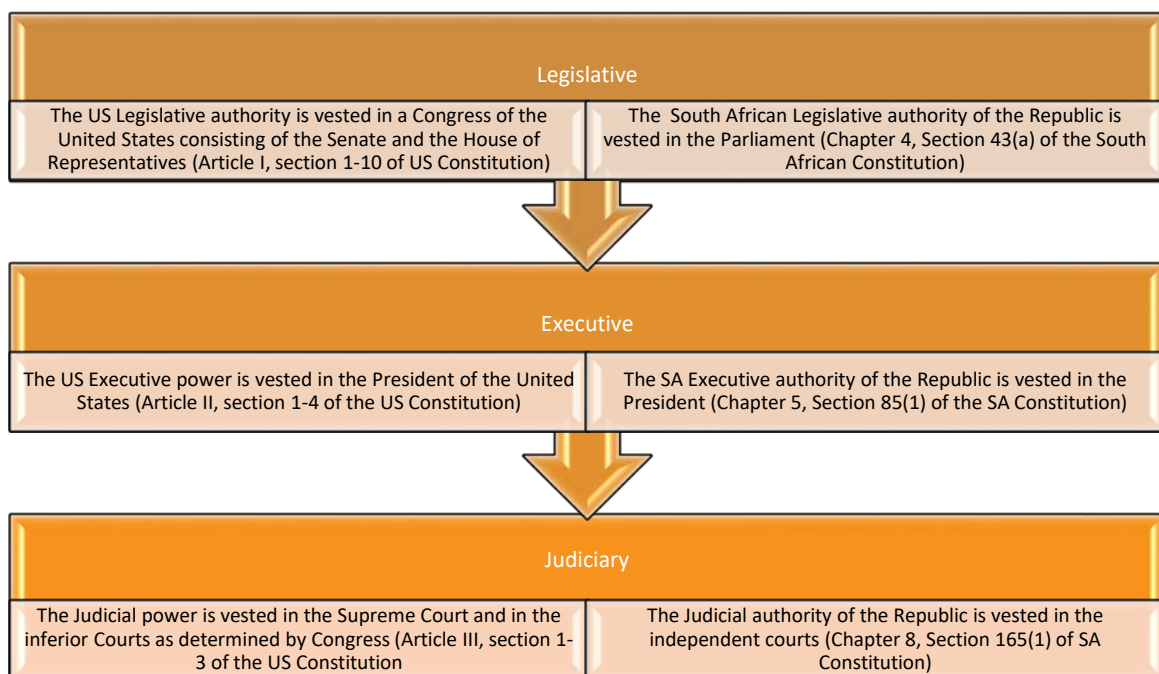 Legislative
The US Legislative authority is vested in a Congress of the
United States consisting of the Senate and the House of
Representatives (Article I, section 1-10 of US Constitution)
The South African Legislative authority of the Republic is
vested in the Parliament (Chapter 4, Section 43(a) of the South
African Constitution)
Executive
The US Executive power is vested in the President of the United
States (Article II, section 1-4 of the US Constitution)
The SA Executive authority of the Republic is vested in the
President (Chapter 5, Section 85(1) of the SA Constitution)
Judiciary
The Judicial power is vested in the Supreme Court and in the
inferior Courts as determined by Congress (Article III, section 1-
3 of the US Constitution
The Judicial authority of the Republic is vested in the
independent courts (Chapter 8, Section 165(1) of SA
Constitution)